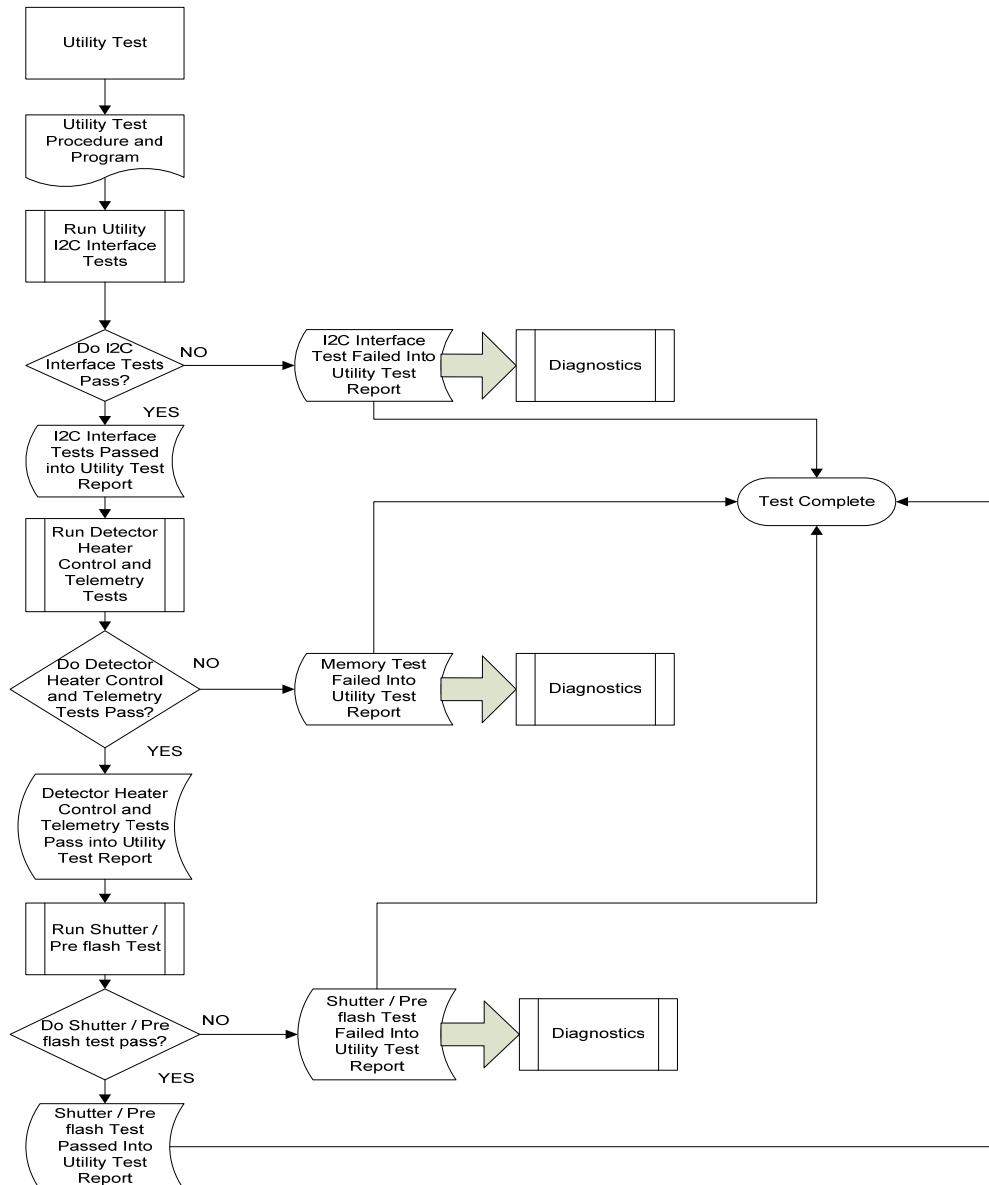 Utility Test
Utility Test
Procedure and
Program
Run Utility
I2C Interface
Tests
Do I2C
Interface Tests
Pass?
NO
I2C Interface
Test Failed Into
Utility Test
Report
Diagnostics
YES
I2C Interface
Tests Passed
into Utility Test
Report
Test Complete
Run Detector
Heater
Control and
Telemetry
Tests
Do Detector
Heater Control
and Telemetry
Tests Pass?
NO
Memory Test
Failed Into
Utility Test
Report
Diagnostics
YES
Detector Heater
Control and
Telemetry Tests
Pass into Utility
Test Report
Run Shutter /
Pre flash Test
Do Shutter / Pre
flash test pass?
NO
Shutter / Pre
flash Test
Failed Into
Utility Test
Report
Diagnostics
YES
Shutter / Pre
flash Test
Passed Into
Utility Test
Report